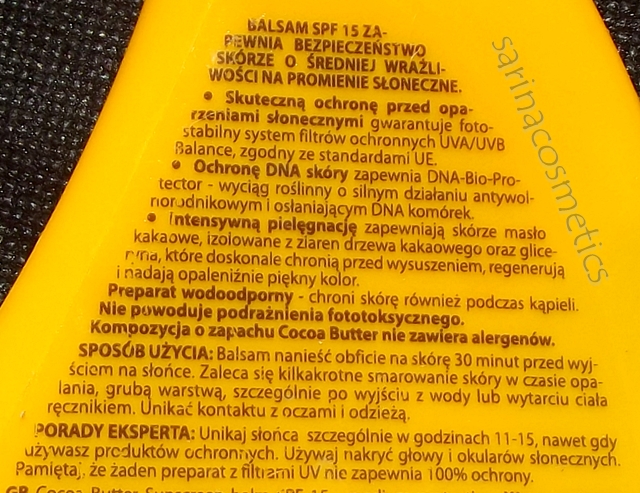 BALSAM SPF 15 ZA-
PEWNIA BEZPIECZEŃSTWO
SKÓRZE O ŚREDNIEJ WRAŻLI-
WOŚCI NA PROMIENIE SŁONECZNE.
• Skuteczną ochronę przed opa-
rzeniami słonecznymi gwarantuje foto-
stabilny system filtrów ochronnych UVA/UVB
Balance, zgodny ze standardami UE.
• Ochronę DNA skóry zapewnia DNA-Bio-Pro-
tector - wyciąg roślinny o silnym działaniu antywol-
norodnikowym i osłaniającym DNA komórek.
• Intensywną pielęgnację zapewniają skórze masło
kakaowe, izolowane z ziaren drzewa kakaowego oraz glice-
ryna, które doskonale chronią przed wysuszeniem, regenerują
i nadają opaleniźnie piękny kolor.
Preparat wodoodporny - chroni skórę również podczas kąpieli.
Nie powoduje podrażnienia fototoksycznego.
Kompozycja o zapachu Cocoa Butter nie zawiera alergenów.
SPOSÓB UŻYCIA: Balsam nanieść obficie na skórę 30 minut przed wyj-
ściem na słońce. Zaleca się kilkakrotne smarowanie skóry w czasie opa-
lania, grubą warstwą, szczególnie po wyjściu z wody lub wytarciu ciała
ręcznikiem. Unikać kontaktu z oczami i odzieżą.
PORADY EKSPERTA: Unikaj słońca szczególnie w godzinach 11-15, nawet gdy
używasz produktów ochronnych. Używaj nakryć głowy i okularów słonecznych.
Pamiętaj, że żaden preparat z filtrami UV nie zapewnia 100% ochrony.
GB Cocoa Butter Sunscreen balm SPF 15
sarinacosmetics